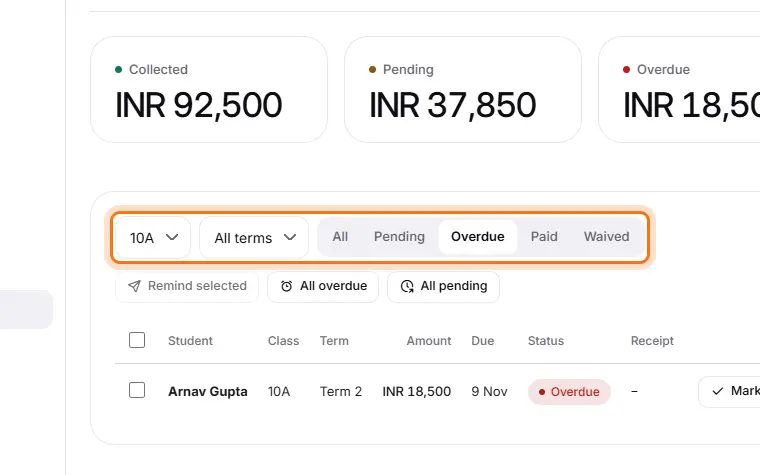 Collected Pending Overdue
INR 92,500 INR 37,850 INR 18,50
10A All terms All Pending Overdue Paid Waived
Remind selected All overdue All pending
Student Class Term Amount Due Status Receipt
Arnav Gupta 10A Term 2 INR 18,500 9 Nov Overdue – Mark